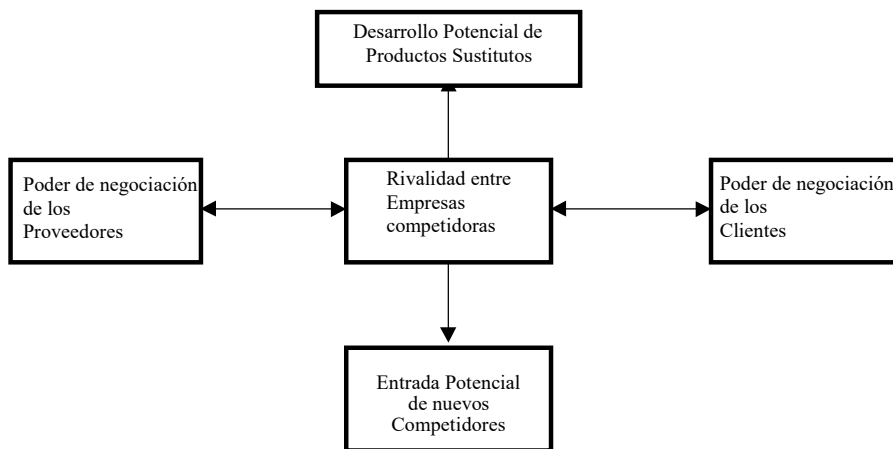 Desarrollo Potencial de
Productos Sustitutos
Poder de negociación
de los
Proveedores
Rivalidad entre
Empresas
competidoras
Poder de negociación
de los
Clientes
Entrada Potencial
de nuevos
Competidores